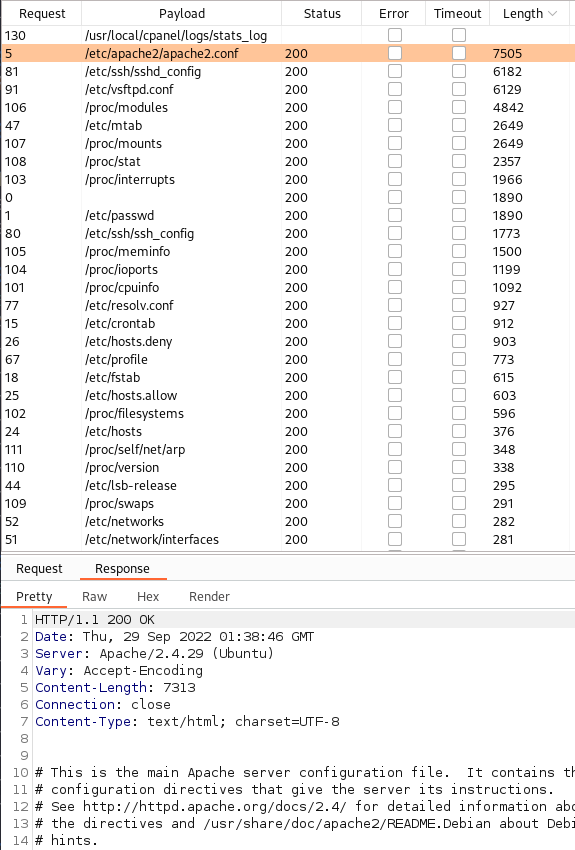 Request Payload Status Error Timeout Length
130 /usr/local/cpanel/logs/stats_log
5 /etc/apache2/apache2.conf 200 7505
81 /etc/ssh/sshd_config 200 6182
91 /etc/vsftpd.conf 200 6129
106 /proc/modules 200 4842
47 /etc/mtab 200 2649
107 /proc/mounts 200 2649
108 /proc/stat 200 2357
103 /proc/interrupts 200 1966
0 200 1890
1 /etc/passwd 200 1890
80 /etc/ssh/ssh_config 200 1773
105 /proc/meminfo 200 1500
104 /proc/ioports 200 1199
101 /proc/cpuinfo 200 1092
77 /etc/resolv.conf 200 927
15 /etc/crontab 200 912
26 /etc/hosts.deny 200 903
67 /etc/profile 200 773
18 /etc/fstab 200 615
25 /etc/hosts.allow 200 603
102 /proc/filesystems 200 596
24 /etc/hosts 200 376
111 /proc/self/net/arp 200 348
110 /proc/version 200 338
44 /etc/lsb-release 200 295
109 /proc/swaps 200 291
52 /etc/networks 200 282
51 /etc/network/interfaces 200 281
Request Response
Pretty Raw Hex Render
1 HTTP/1.1 200 OK
2 Date: Thu, 29 Sep 2022 01:38:46 GMT
3 Server: Apache/2.4.29 (Ubuntu)
4 Vary: Accept-Encoding
5 Content-Length: 7313
6 Connection: close
7 Content-Type: text/html; charset=UTF-8
8
9
10 # This is the main Apache server configuration file.  It contains th
11 # configuration directives that give the server its instructions.
12 # See http://httpd.apache.org/docs/2.4/ for detailed information abo
13 # the directives and /usr/share/doc/apache2/README.Debian about Debi
14 # hints.